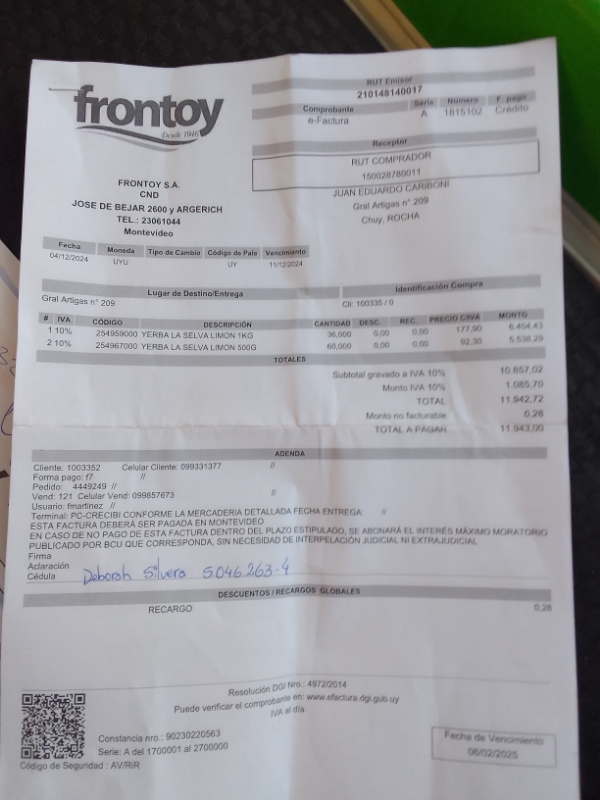 frontoy
Desde 1940
RUT Emisor
210148140017
Comprobante Serie Número F. pago
e-Factura A 1815102 Crédito
Receptor
RUT COMPRADOR
150028780011
JUAN EDUARDO CARIBONI
Gral Artigas n° 209
Chuy, ROCHA
FRONTOY S.A.
CND
JOSE DE BEJAR 2600 y ARGERICH
TEL.: 23061044
Montevideo
Fecha Moneda Tipo de Cambio Código de País Vencimiento
04/12/2024 UYU UY 11/12/2024
Lugar de Destino/Entrega Identificación Compra
Gral Artigas n° 209 Cli: 100335 / 0
# IVA CÓDIGO DESCRIPCIÓN CANTIDAD DESC. REC. PRECIO C/IVA MONTO
1 10% 254959000 YERBA LA SELVA LIMON 1KG 36,000 0,00 0,00 177,90 6.404,43
2 10% 254967000 YERBA LA SELVA LIMON 500G 60,000 0,00 0,00 92,30 5.538,29
TOTALES
Subtotal gravado a IVA 10% 10.857,02
Monto IVA 10% 1.085,70
TOTAL 11.942,72
Monto no facturable 0,28
TOTAL A PAGAR 11.943,00
ADENDA
Cliente: 1003352 Celular Cliente: 099331377 //
Forma pago: f7 //
Pedido: 4449249 //
Vend: 121 Celular Vend: 099857673 //
Usuario: fmartinez //
Terminal: PC-CRECIBI CONFORME LA MERCADERIA DETALLADA FECHA ENTREGA: //
ESTA FACTURA DEBERÁ SER PAGADA EN MONTEVIDEO
EN CASO DE NO PAGO DE ESTA FACTURA DENTRO DEL PLAZO ESTIPULADO, SE ABONARÁ EL INTERÉS MÁXIMO MORATORIO
PUBLICADO POR BCU QUE CORRESPONDA, SIN NECESIDAD DE INTERPELACIÓN JUDICIAL NI EXTRAJUDICIAL
Firma
Aclaración
Cédula Deborah Silvera 5.046.263-4
DESCUENTOS / RECARGOS GLOBALES
RECARGO 0,28
Resolución DGI Nro.: 4972/2014
Puede verificar el comprobante en: www.efactura.dgi.gub.uy
IVA al día
Constancia nro.: 90230220563
Serie: A del 1700001 al 2700000
Código de Seguridad : AV/RiR
Fecha de Vencimiento
06/02/2025